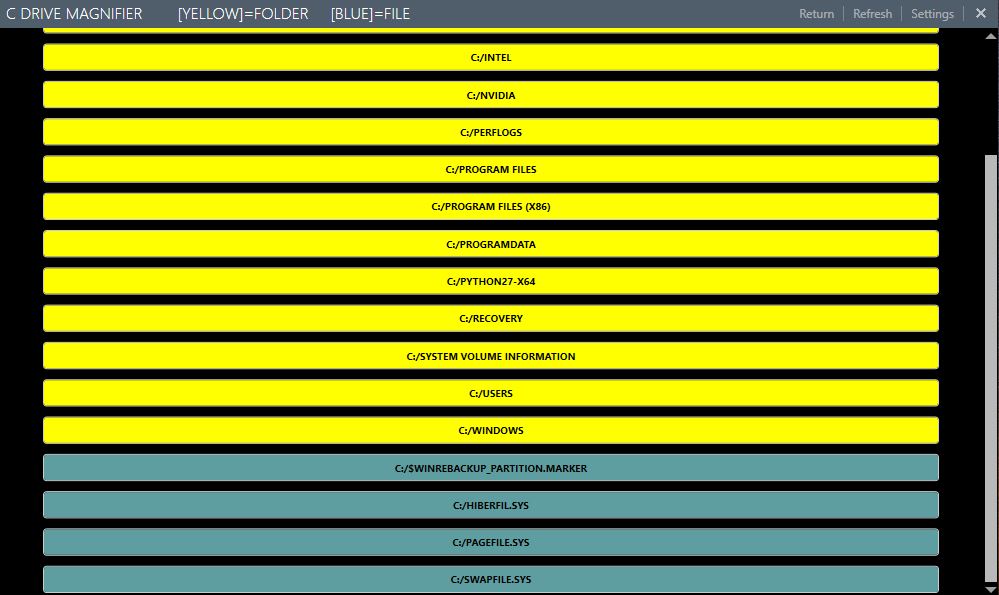 C DRIVE MAGNIFIER [YELLOW]=FOLDER [BLUE]=FILE Return Refresh Settings
C:/INTEL
C:/NVIDIA
C:/PERFLOGS
C:/PROGRAM FILES
C:/PROGRAM FILES (X86)
C:/PROGRAMDATA
C:/PYTHON27-X64
C:/RECOVERY
C:/SYSTEM VOLUME INFORMATION
C:/USERS
C:/WINDOWS
C:/$WINREBACKUP_PARTITION.MARKER
C:/HIBERFIL.SYS
C:/PAGEFILE.SYS
C:/SWAPFILE.SYS